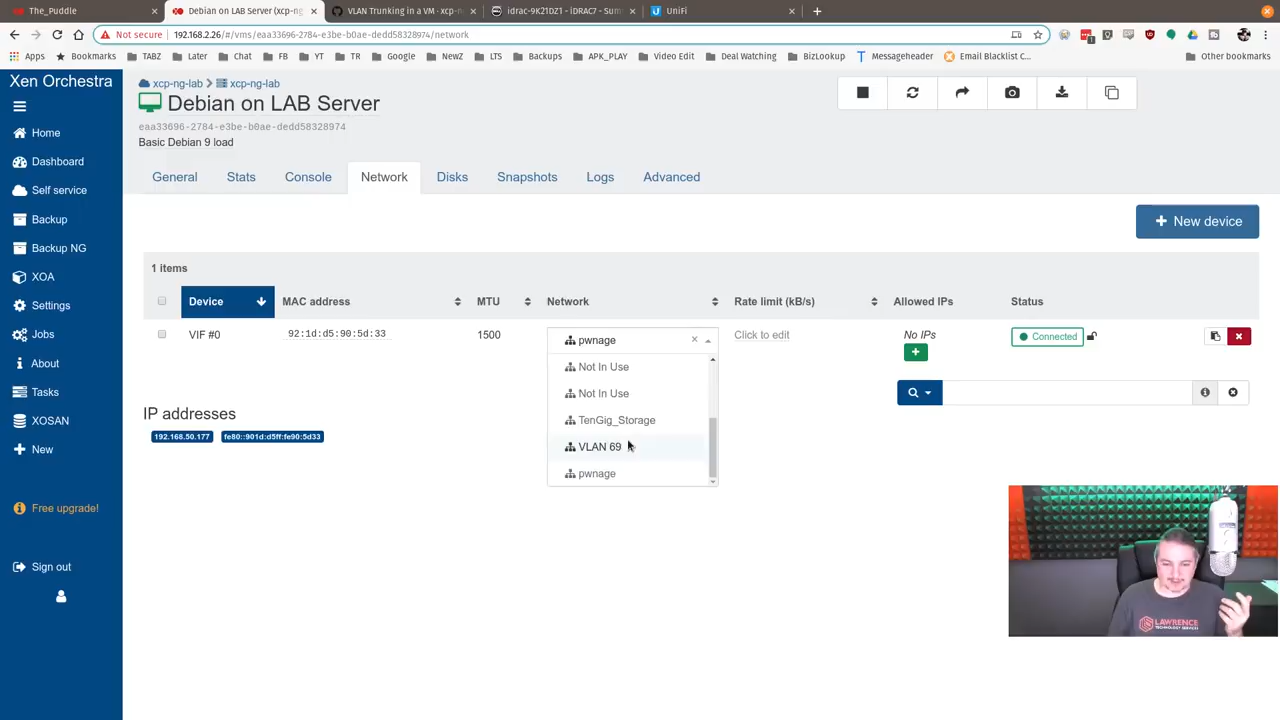 The_Puddle
Debian on LAB Server (xcp-ng
VLAN Trunking in a VM · xcp-n
idrac-9K21DZ1 - iDRAC7 - Sum
UniFi
Not secure
192.168.2.26/#/vms/eaa33696-2784-e3be-b0ae-dedd58328974/network
Apps
Bookmarks
TABZ
Later
Chat
FB
YT
TR
Google
NewZ
LTS
Backups
APK_PLAY
Video Edit
Deal Watching
BizLookup
Messageheader
Email Blacklist C...
Other bookmarks
Xen Orchestra
Home
Dashboard
Self service
Backup
Backup NG
XOA
Settings
Jobs
About
Tasks
XOSAN
New
Free upgrade!
Sign out
xcp-ng-lab
xcp-ng-lab
Debian on LAB Server
eaa33696-2784-e3be-b0ae-dedd58328974
Basic Debian 9 load
General
Stats
Console
Network
Disks
Snapshots
Logs
Advanced
New device
1 items
Device
MAC address
MTU
Network
Rate limit (kB/s)
Allowed IPs
Status
VIF #0
92:1d:d5:90:5d:33
1500
pwnage
Click to edit
No IPs
Connected
Not In Use
Not In Use
TenGig_Storage
VLAN 69
pwnage
IP addresses
192.168.50.177
fe80::901d:d5ff:fe90:5d33
LAWRENCE
TECHNOLOGY SERVICES